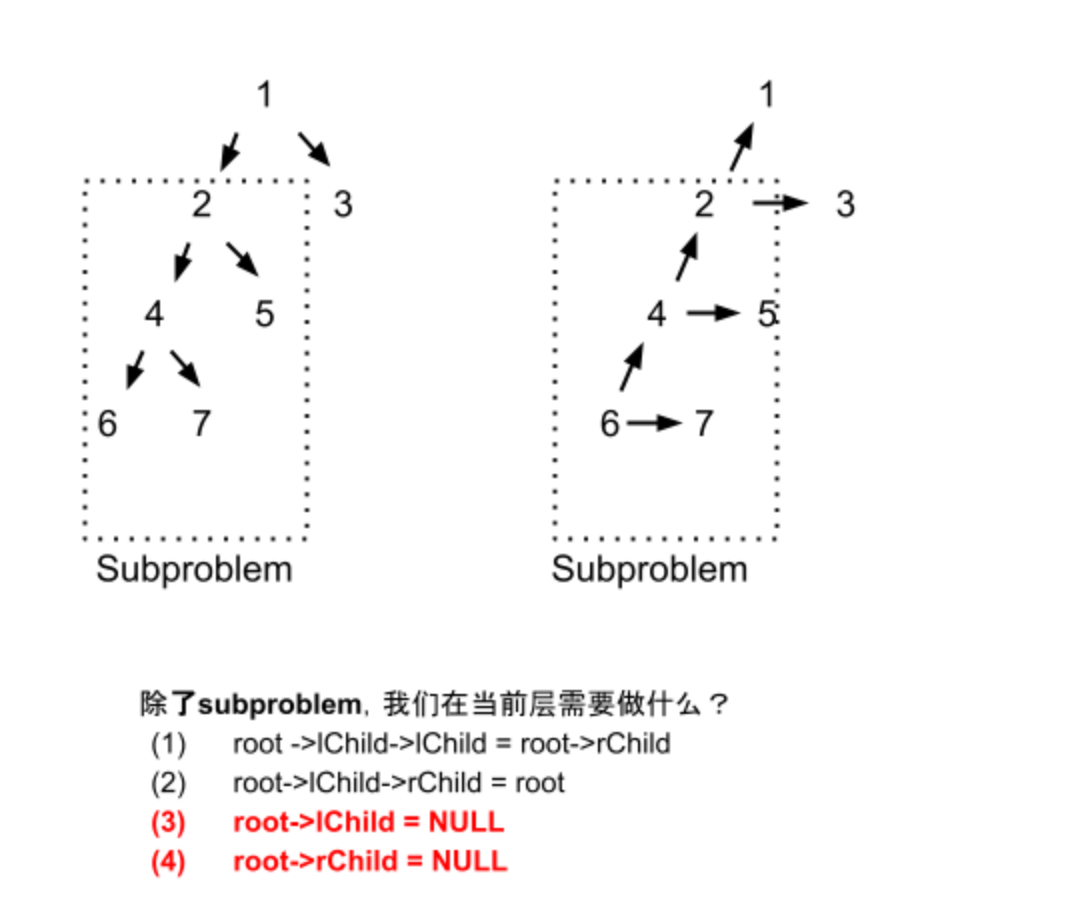 1 1
2 3 2 3
4 5 4 5
6 7 6 7
Subproblem Subproblem
除了subproblem, 我们在当前层需要做什么？
(1) root ->lChild->lChild = root->rChild
(2) root->lChild->rChild = root
(3) root->lChild = NULL
(4) root->rChild = NULL